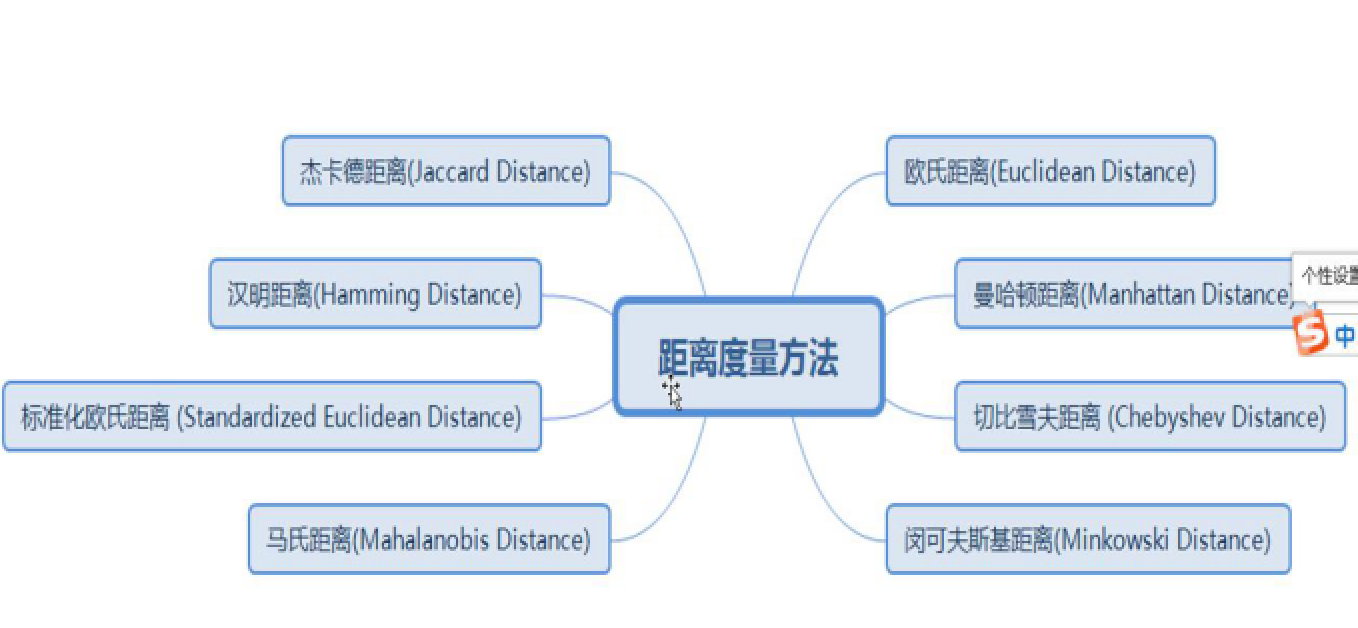 杰卡德距离(Jaccard Distance)
欧氏距离(Euclidean Distance)
汉明距离(Hamming Distance)
曼哈顿距离(Manhattan Distance)
个性设置
中
距离度量方法
标准化欧氏距离 (Standardized Euclidean Distance)
切比雪夫距离 (Chebyshev Distance)
马氏距离(Mahalanobis Distance)
闵可夫斯基距离(Minkowski Distance)